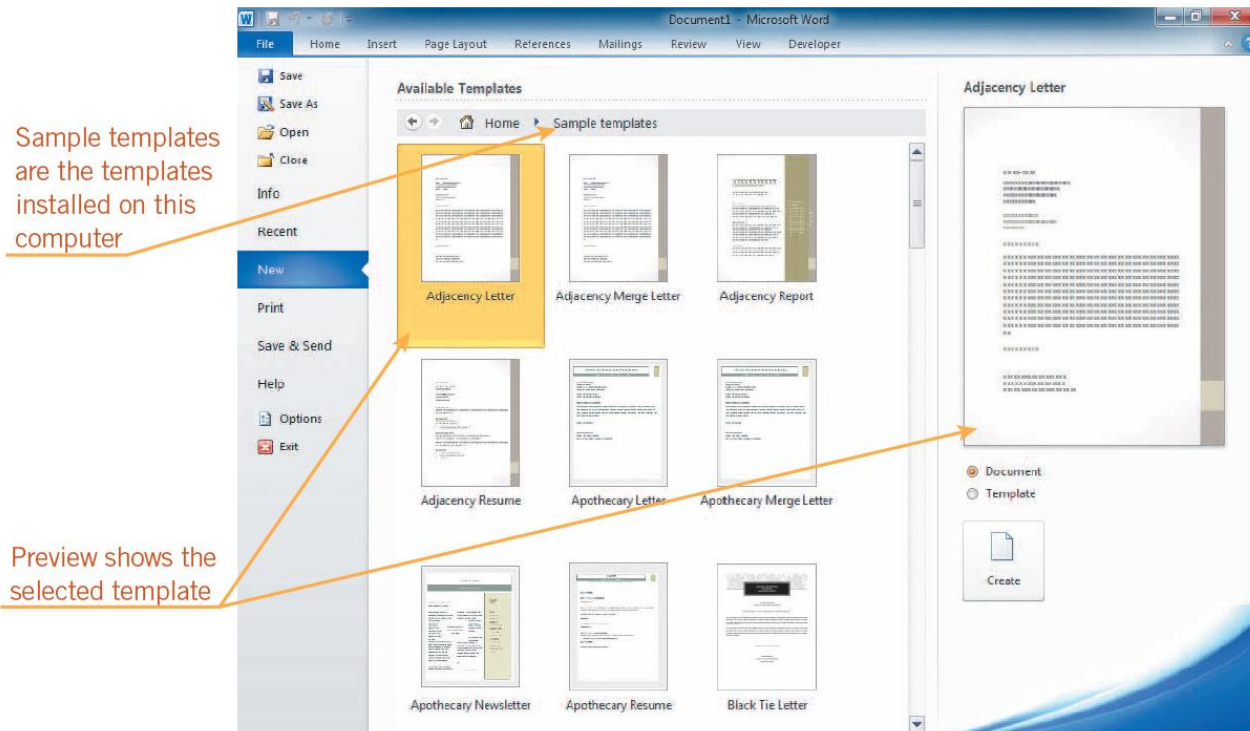 Document1 - Microsoft Word
File Home Insert Page Layout References Mailings Review View Developer
Save
Save As
Open
Close
Info
Recent
New
Print
Save & Send
Help
Options
Exit
Sample templates
are the templates
installed on this
computer
Preview shows the
selected template
Available Templates
Home Sample templates
Adjacency Letter
Adjacency Merge Letter
Adjacency Report
Adjacency Resume
Apothecary Letter
Apothecary Merge Letter
Apothecary Newsletter
Apothecary Resume
Black Tie Letter
Adjacency Letter
Document
Template
Create